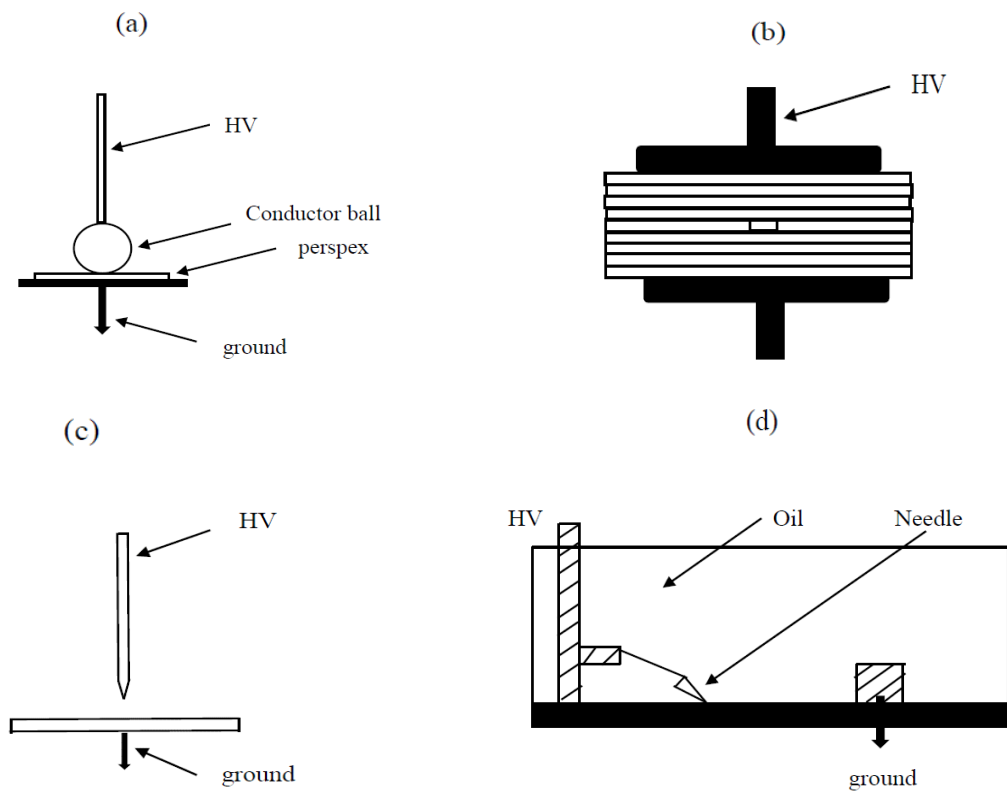 (a)
HV
Conductor ball
perspex
ground
(b)
HV
(c)
HV
ground
(d)
HV
Oil
Needle
ground